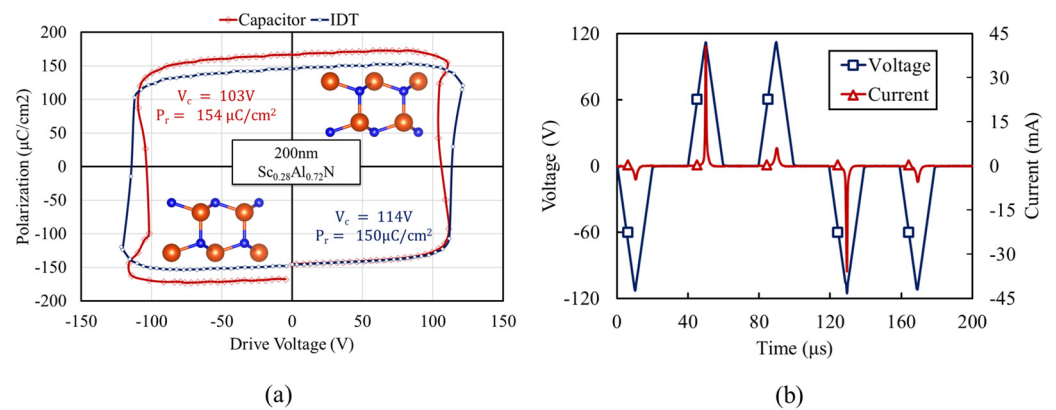 Capacitor IDT
Polarization (μC/cm2)
200
150
100
50
0
-50
-100
-150
-200
-150 -100 -50 0 50 100 150
Drive Voltage (V)
V_c = 103V
P_r = 154 μC/cm²
200nm
Sc₀.₂₈Al₀.₇₂N
V_c = 114V
P_r = 150μC/cm²
(a)
Voltage (V)
120
60
0
-60
-120
Voltage
Current
45
30
15
0
-15
-30
-45
Current (mA)
0 40 80 120 160 200
Time (μs)
(b)